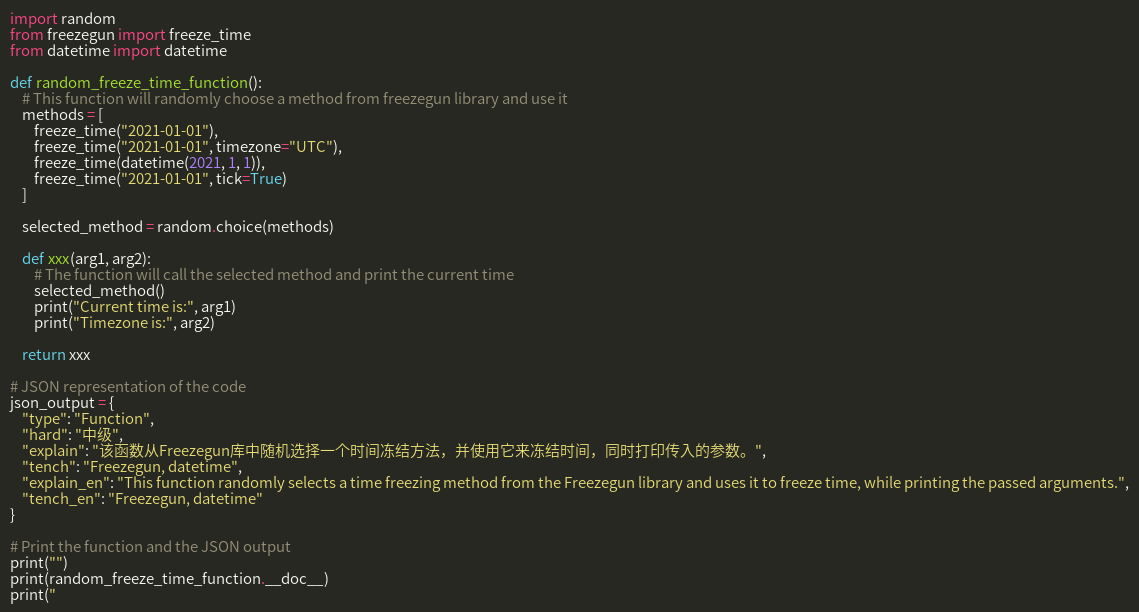 import random
from freezegun import freeze_time
from datetime import datetime

def random_freeze_time_function():
    # This function will randomly choose a method from freezegun library and use it
    methods = [
        freeze_time("2021-01-01"),
        freeze_time("2021-01-01", timezone="UTC"),
        freeze_time(datetime(2021, 1, 1)),
        freeze_time("2021-01-01", tick=True)
    ]

    selected_method = random.choice(methods)

    def xxx(arg1, arg2):
        # The function will call the selected method and print the current time
        selected_method()
        print("Current time is:", arg1)
        print("Timezone is:", arg2)

    return xxx

# JSON representation of the code
json_output = {
    "type": "Function",
    "hard": "中级",
    "explain": "该函数从Freezegun库中随机选择一个时间冻结方法，并使用它来冻结时间，同时打印传入的参数。",
    "tench": "Freezegun, datetime",
    "explain_en": "This function randomly selects a time freezing method from the Freezegun library and uses it to freeze time, while printing the passed arguments.",
    "tench_en": "Freezegun, datetime"
}

# Print the function and the JSON output
print("")
print(random_freeze_time_function.__doc__)
print("